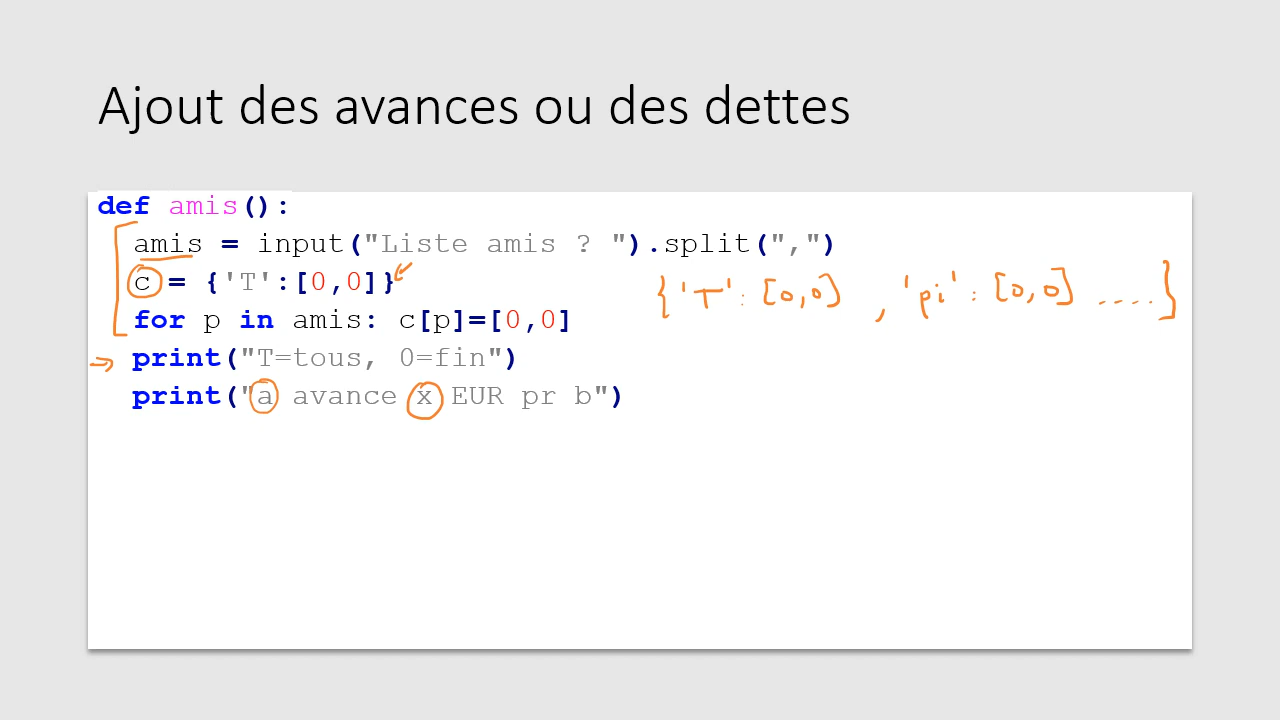 Ajout des avances ou des dettes
def amis():
amis = input("Liste amis ? ").split(",")
c = {'T':[0,0]}
{'T': [0,0] , 'pi': [0,0] ....}
for p in amis: c[p]=[0,0]
print("T=tous, 0=fin")
print("a avance x EUR pr b")